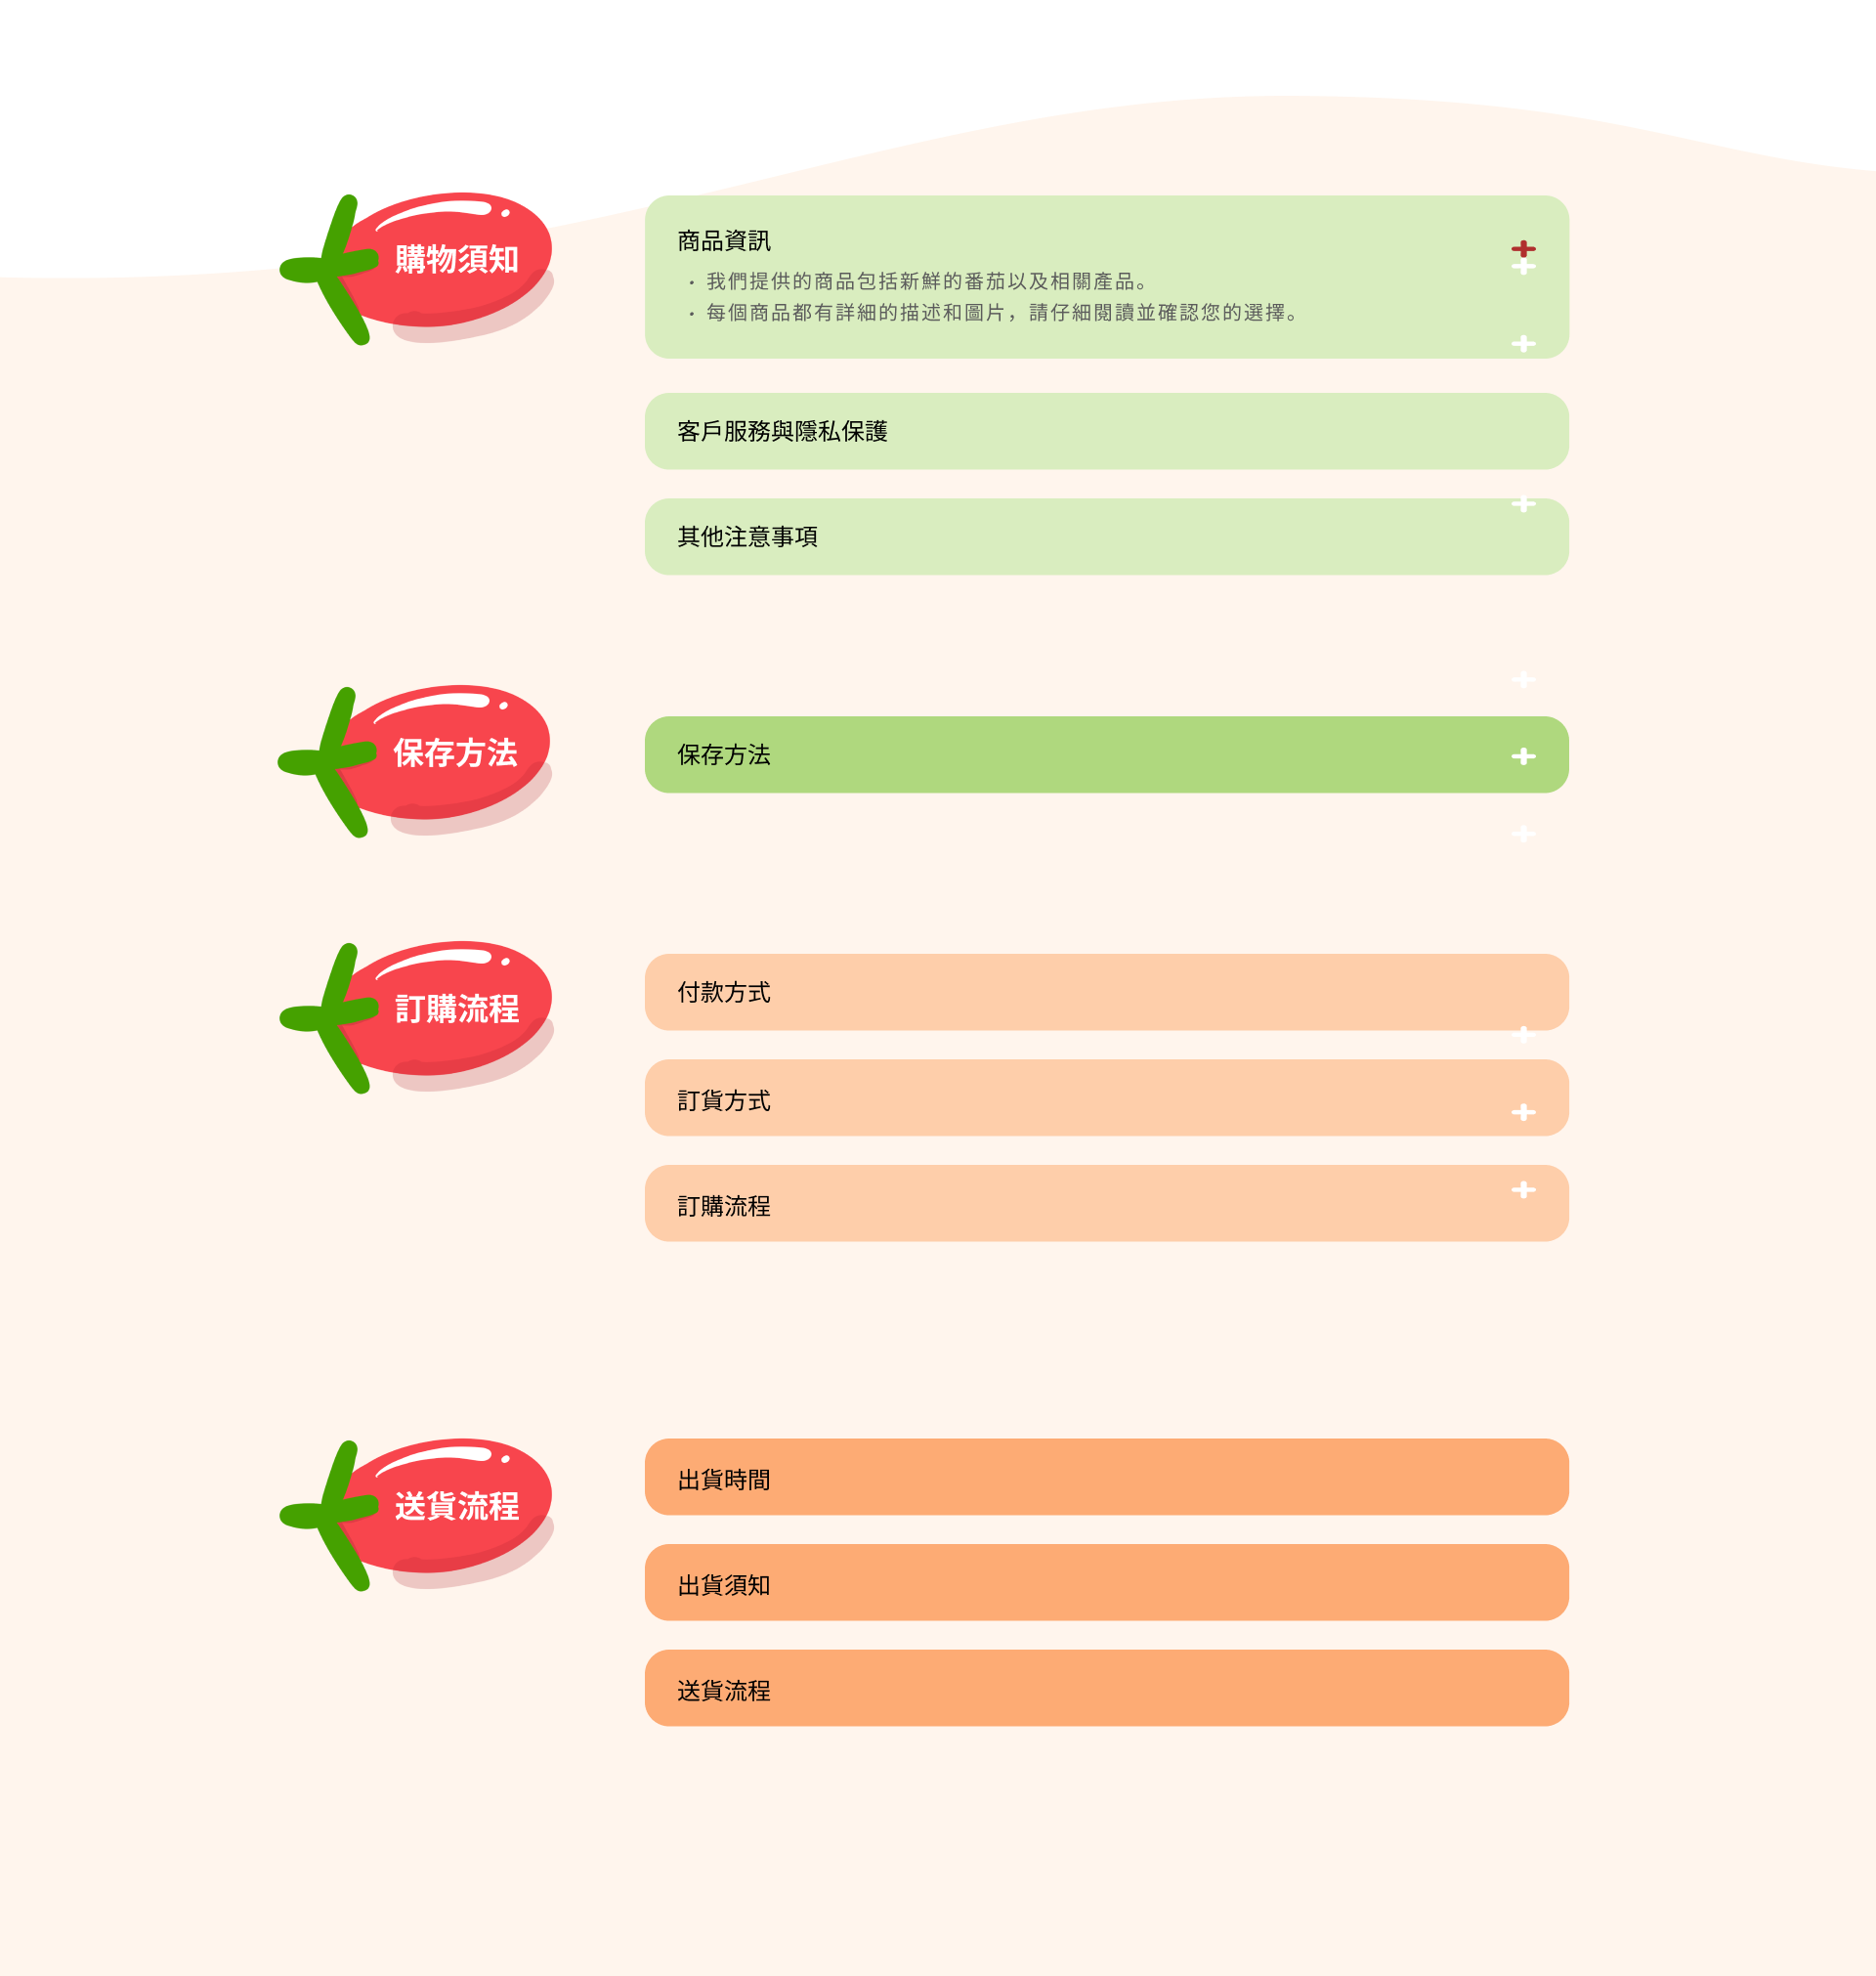 購物須知
商品資訊
・我們提供的商品包括新鮮的番茄以及相關產品。
・每個商品都有詳細的描述和圖片，請仔細閱讀並確認您的選擇。
客戶服務與隱私保護
其他注意事項
保存方法
保存方法
訂購流程
付款方式
訂貨方式
訂購流程
送貨流程
出貨時間
出貨須知
送貨流程